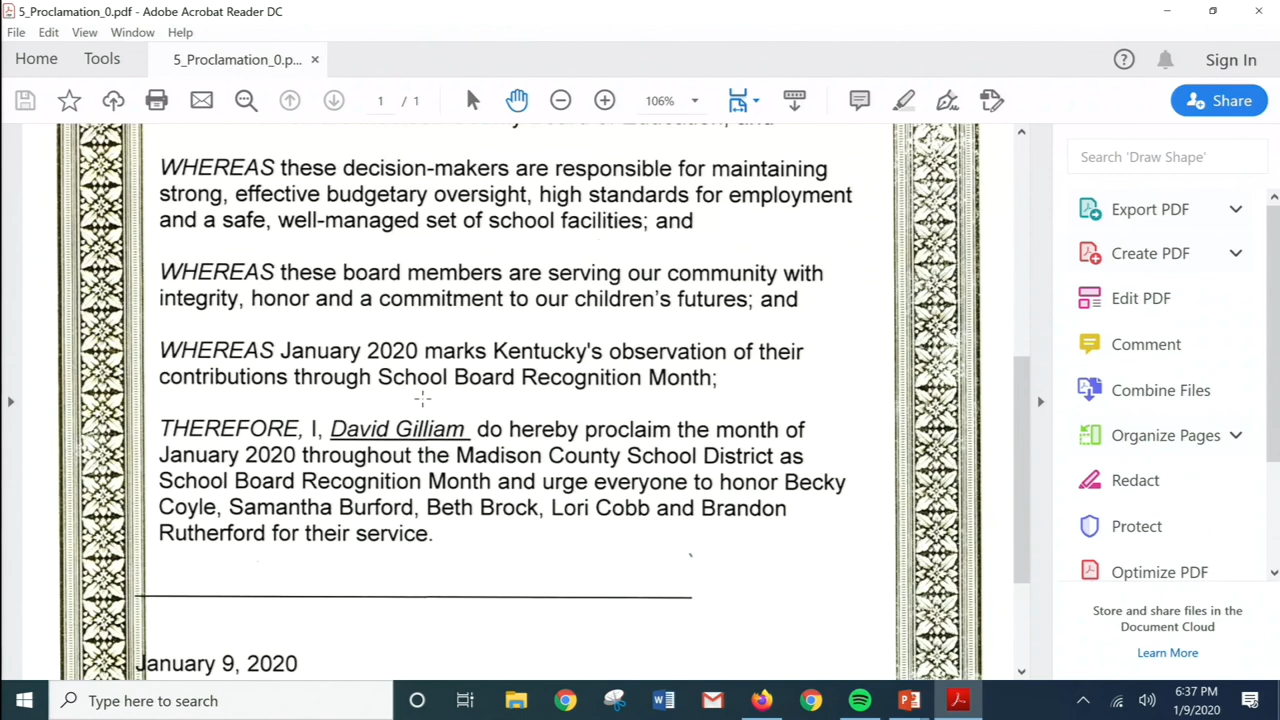 5_Proclamation_0.pdf - Adobe Acrobat Reader DC
File Edit View Window Help
Home Tools 5_Proclamation_0.p... × Sign In
1 / 1 106% Share
WHEREAS these decision-makers are responsible for maintaining
strong, effective budgetary oversight, high standards for employment
and a safe, well-managed set of school facilities; and
WHEREAS these board members are serving our community with
integrity, honor and a commitment to our children's futures; and
WHEREAS January 2020 marks Kentucky's observation of their
contributions through School Board Recognition Month;
THEREFORE, I, David Gilliam do hereby proclaim the month of
January 2020 throughout the Madison County School District as
School Board Recognition Month and urge everyone to honor Becky
Coyle, Samantha Burford, Beth Brock, Lori Cobb and Brandon
Rutherford for their service.
January 9, 2020
Search 'Draw Shape'
Export PDF
Create PDF
Edit PDF
Comment
Combine Files
Organize Pages
Redact
Protect
Optimize PDF
Store and share files in the
Document Cloud
Learn More
Type here to search
6:37 PM
1/9/2020